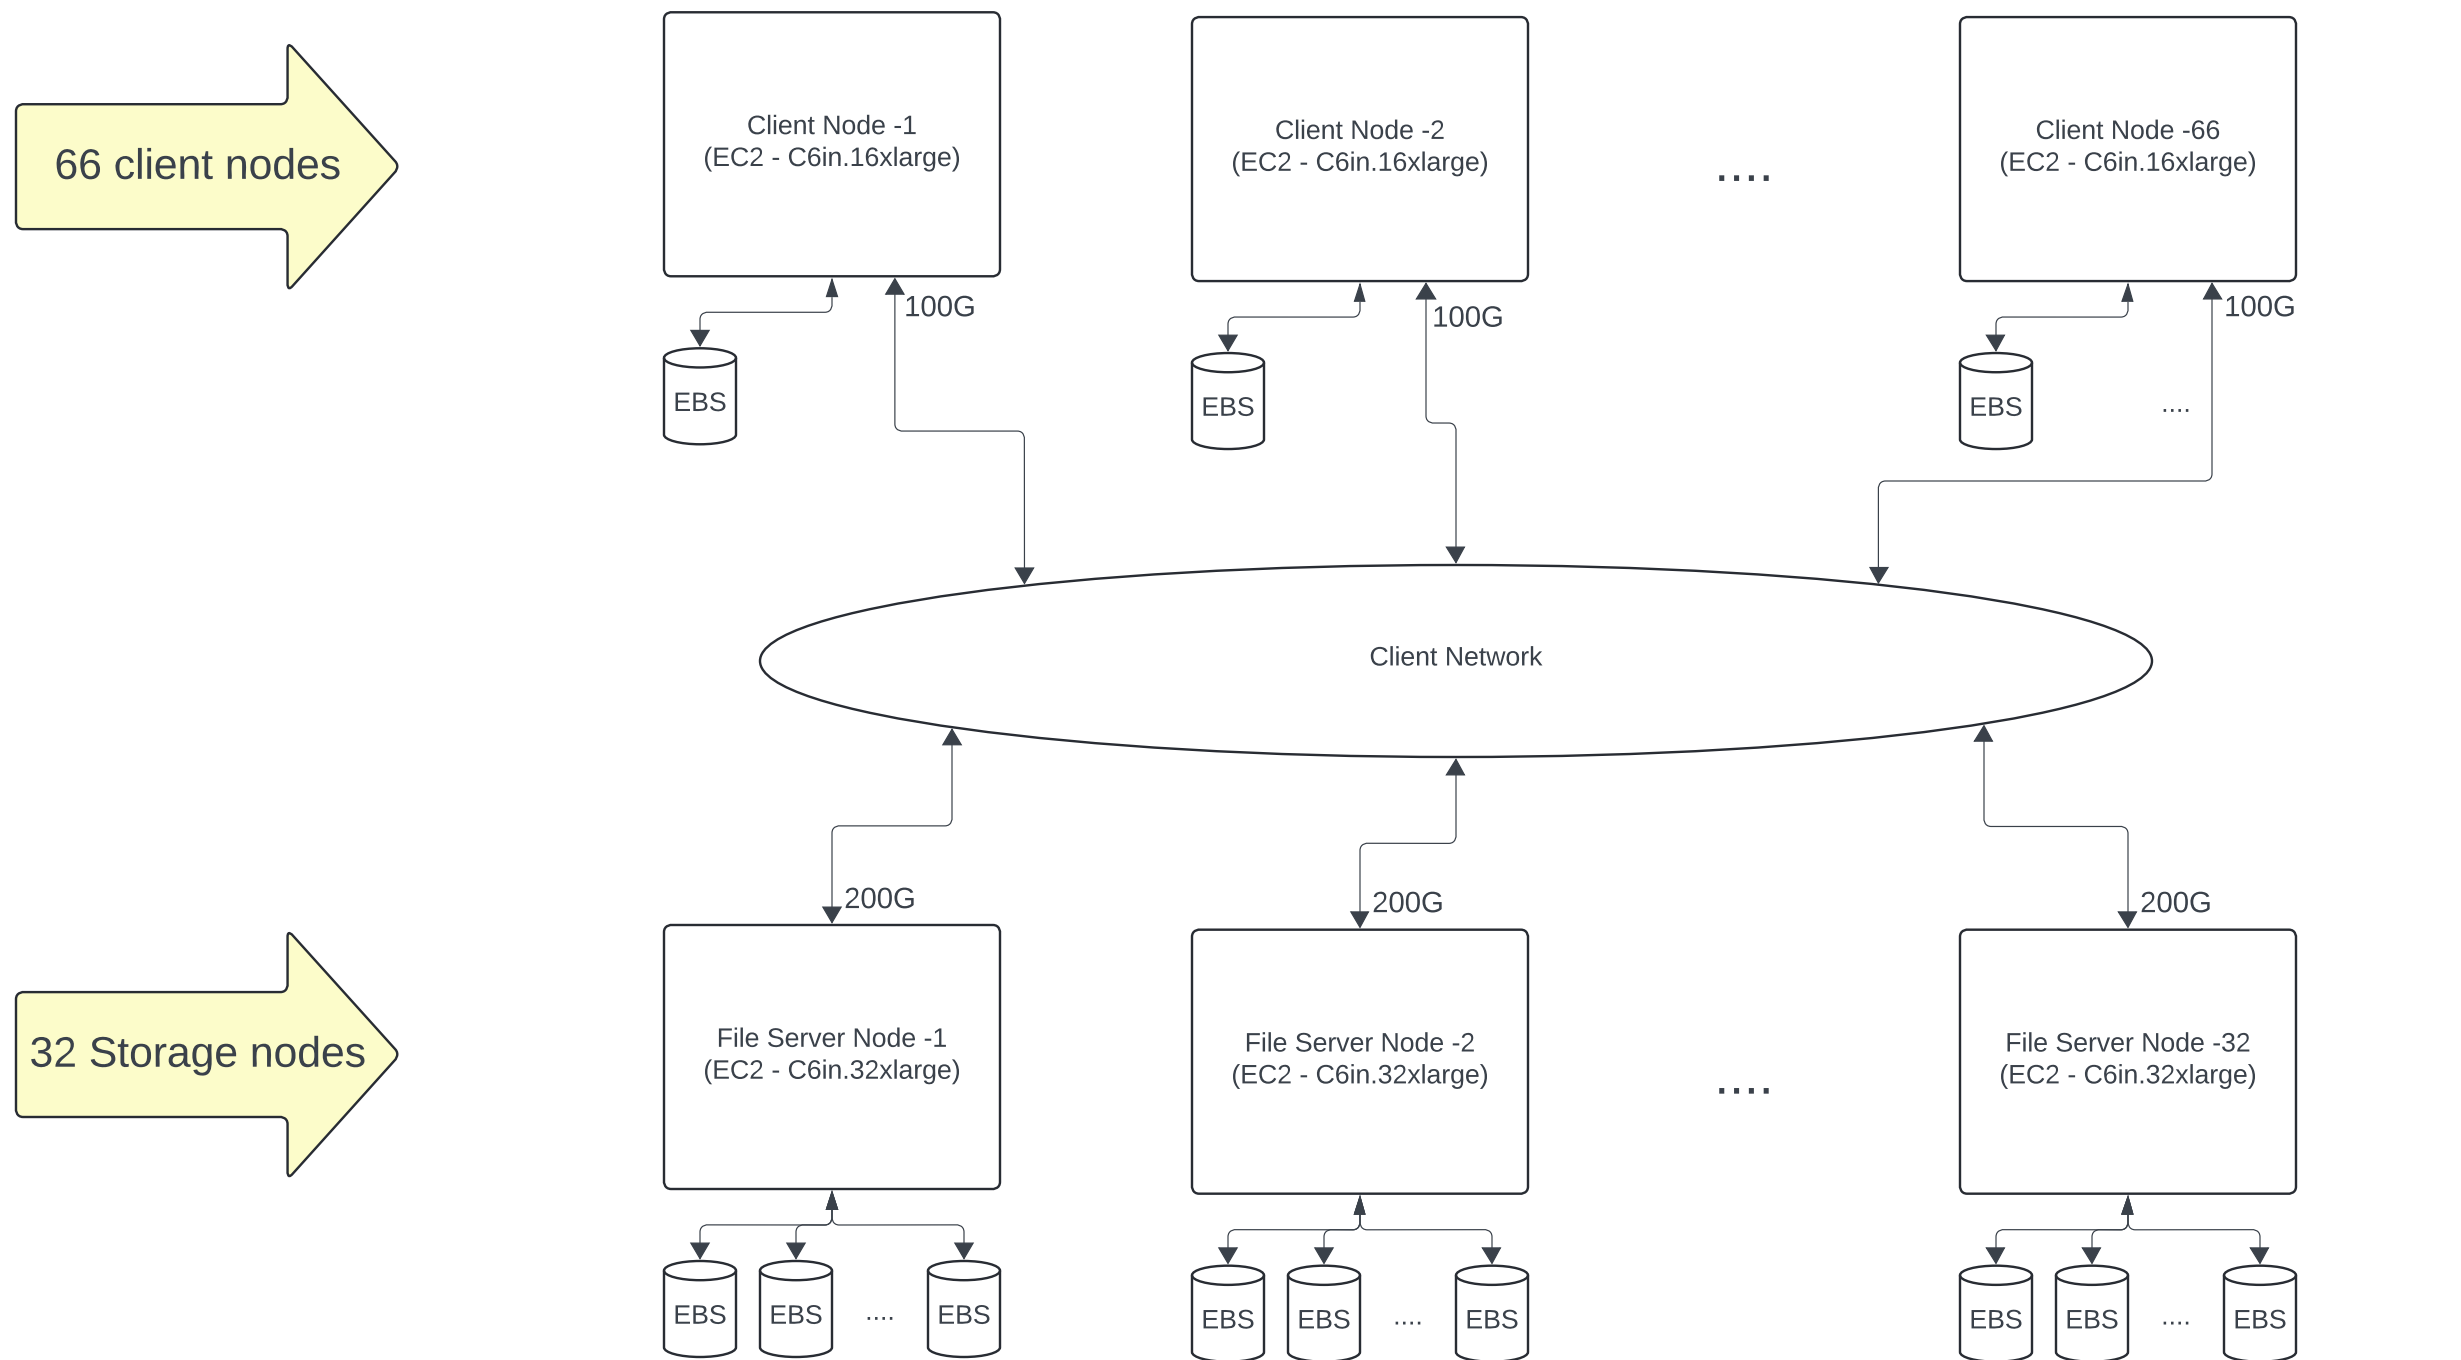 66 client nodes
Client Node -1
(EC2 - C6in.16xlarge)
Client Node -2
(EC2 - C6in.16xlarge)
....
Client Node -66
(EC2 - C6in.16xlarge)
100G
100G
100G
EBS
EBS
EBS
....
Client Network
200G
200G
200G
32 Storage nodes
File Server Node -1
(EC2 - C6in.32xlarge)
File Server Node -2
(EC2 - C6in.32xlarge)
....
File Server Node -32
(EC2 - C6in.32xlarge)
EBS
EBS
....
EBS
EBS
EBS
....
EBS
EBS
EBS
....
EBS